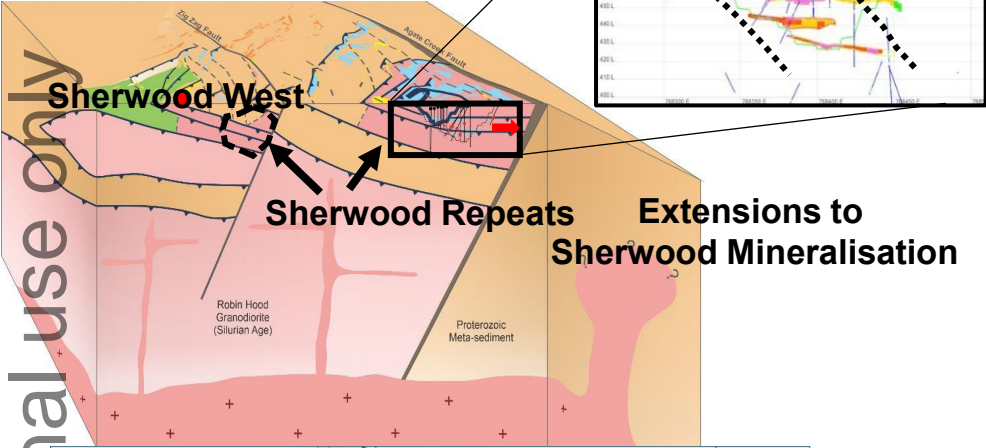 Zig Zag Fault
Agate Creek Fault
450 L
440 L
430 L
420 L
410 L
400 L
Sherwood West
Sherwood Repeats
Extensions to
Sherwood Mineralisation
?
?
?
Robin Hood
Granodiorite
(Silurian Age)
Proterozoic
Meta-sediment
nal use only